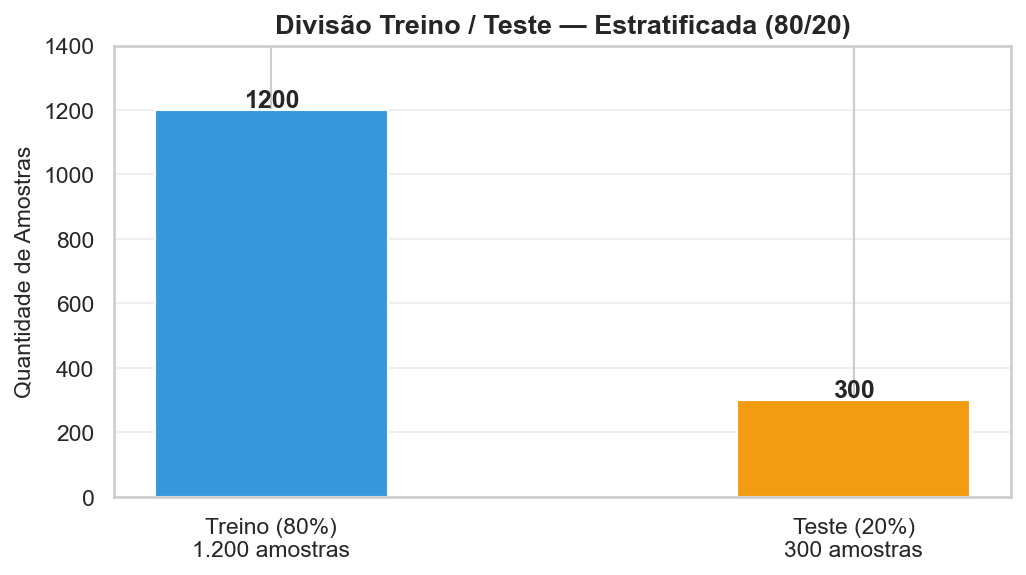 Divisão Treino / Teste — Estratificada (80/20)
Quantidade de Amostras
1400
1200
1000
800
600
400
200
0
1200
300
Treino (80%)
1.200 amostras
Teste (20%)
300 amostras